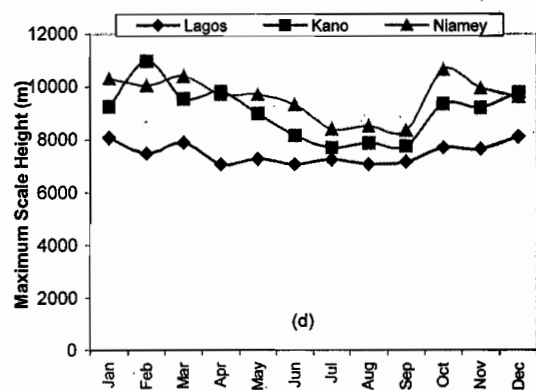 Lagos Kano Niamey
12000
10000
8000
6000
4000
2000
0
Maximum Scale Height (m)
(d)
Jan Feb Mar Apr May Jun Jul Aug Sep Oct Nov Dec